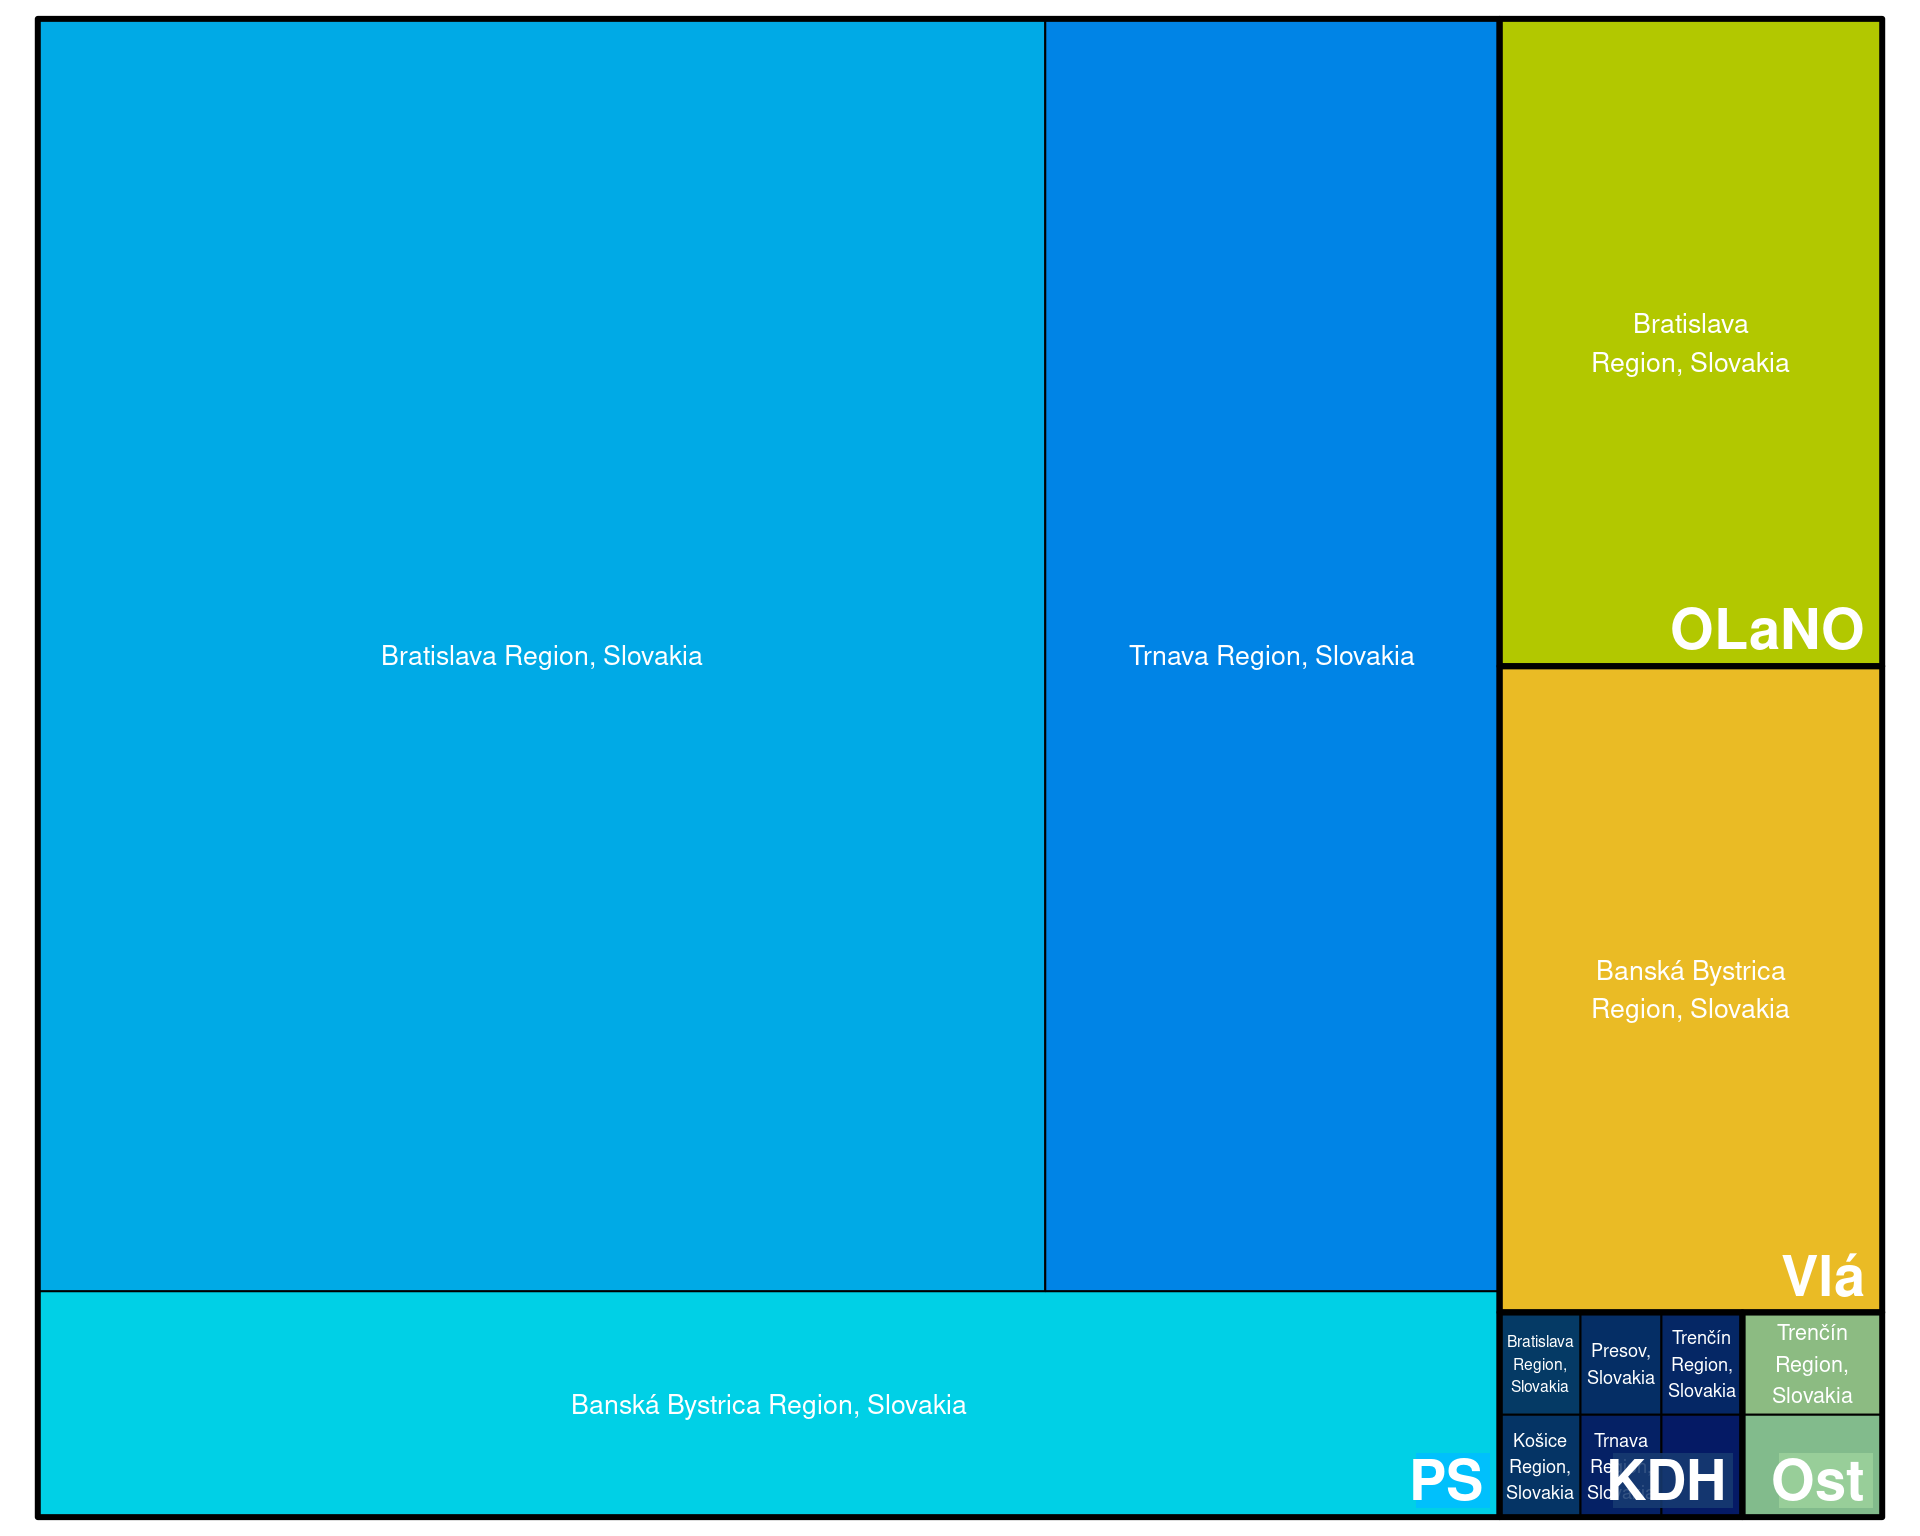 Bratislava Region, Slovakia
Trnava Region, Slovakia
Banská Bystrica Region, Slovakia
PS
Bratislava
Region, Slovakia
OLaNO
Banská Bystrica
Region, Slovakia
Vlá
Bratislava
Region,
Slovakia
Presov,
Slovakia
Trenčín
Region,
Slovakia
Košice
Region,
Slovakia
Trnava
KDH
Trenčín
Region,
Slovakia
Ost